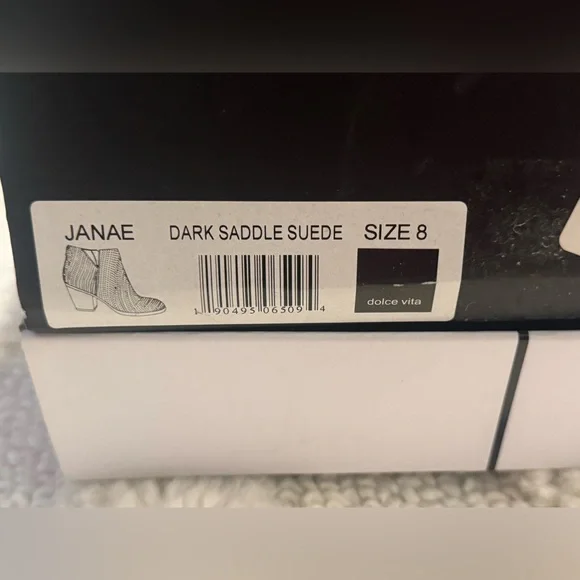 JANAE DARK SADDLE SUEDE SIZE 8
1 90495 06509 4
dolce vita